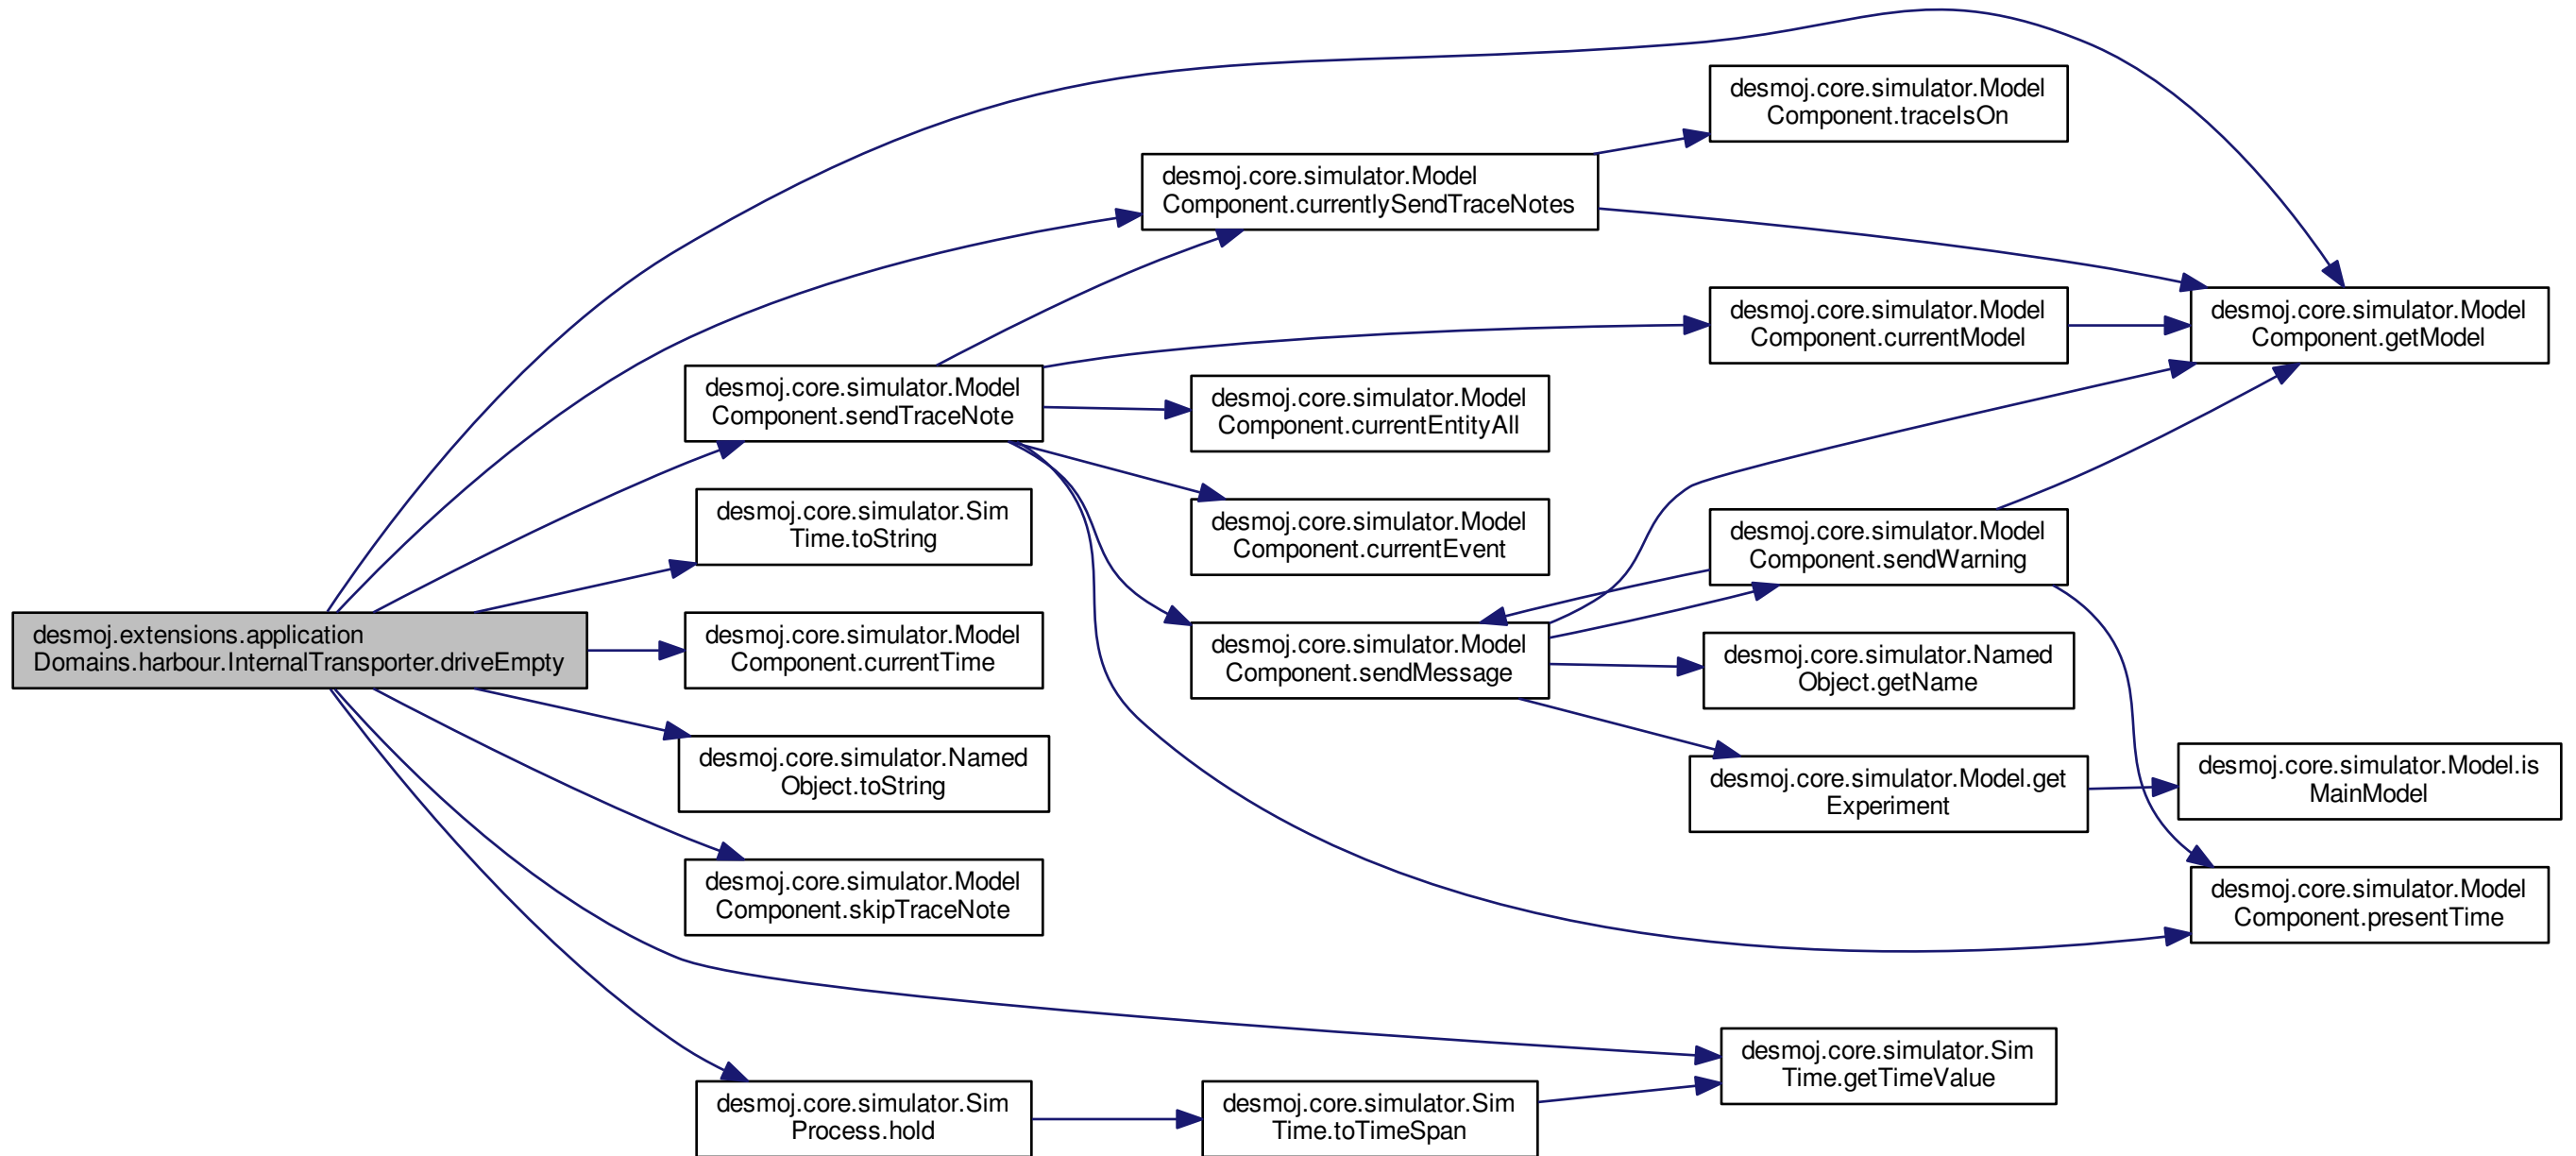 desmoj.core.simulator.Model
Component.traceIsOn
desmoj.core.simulator.Model
Component.currentlySendTraceNotes
desmoj.core.simulator.Model
Component.currentModel
desmoj.core.simulator.Model
Component.getModel
desmoj.core.simulator.Model
Component.sendTraceNote
desmoj.core.simulator.Model
Component.currentEntityAll
desmoj.core.simulator.Sim
Time.toString
desmoj.core.simulator.Model
Component.currentEvent
desmoj.core.simulator.Model
Component.sendWarning
desmoj.extensions.application
Domains.harbour.InternalTransporter.driveEmpty
desmoj.core.simulator.Model
Component.currentTime
desmoj.core.simulator.Model
Component.sendMessage
desmoj.core.simulator.Named
Object.getName
desmoj.core.simulator.Named
Object.toString
desmoj.core.simulator.Model.get
Experiment
desmoj.core.simulator.Model.is
MainModel
desmoj.core.simulator.Model
Component.skipTraceNote
desmoj.core.simulator.Model
Component.presentTime
desmoj.core.simulator.Sim
Time.getTimeValue
desmoj.core.simulator.Sim
Process.hold
desmoj.core.simulator.Sim
Time.toTimeSpan